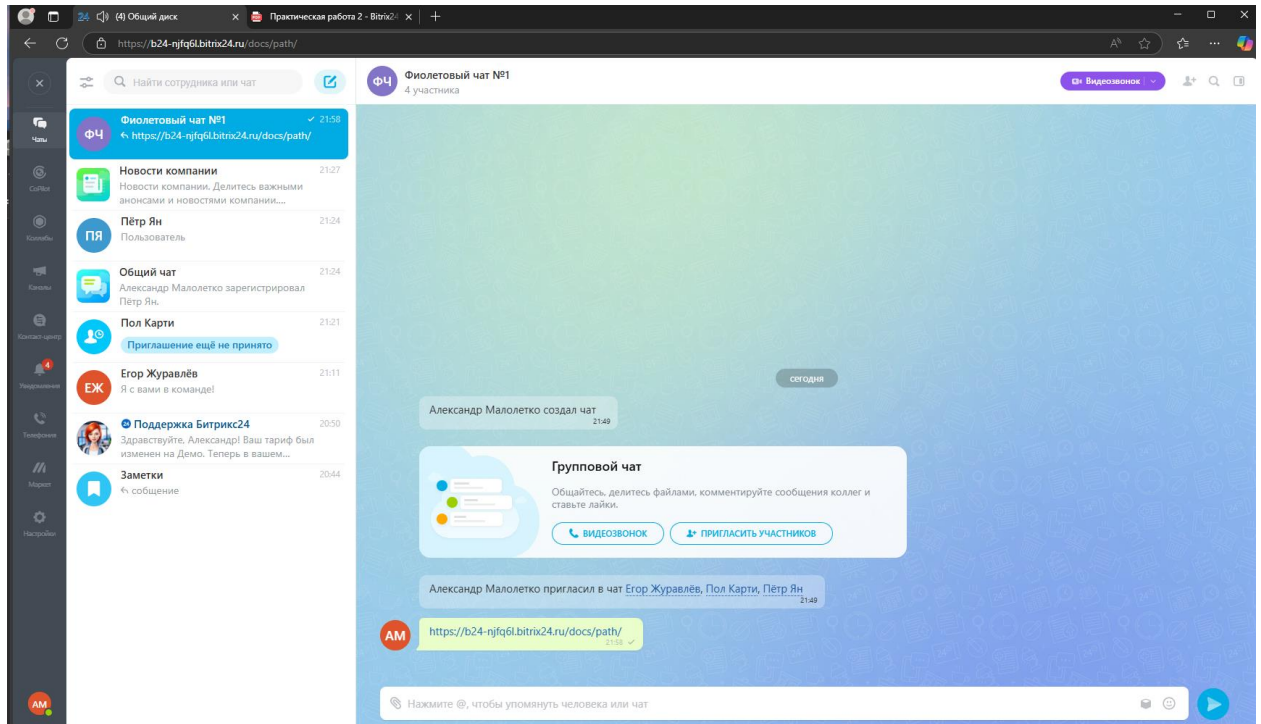 24 (4) Общий диск
Практическая работа 2 - Bitrix24
https://b24-njfq6l.bitrix24.ru/docs/path/
Найти сотрудника или чат
ФЧ
Фиолетовый чат №1
4 участника
Видеозвонок
Чаты
CoPilot
Коллабы
Каналы
Контакт-центр
4
Уведомления
Телефония
Маркет
Настройки
АМ
ФЧ
Фиолетовый чат №1 21:58
https://b24-njfq6l.bitrix24.ru/docs/path/
Новости компании 21:27
Новости компании. Делитесь важными
анонсами и новостями компании....
ПЯ
Пётр Ян 21:24
Пользователь
Общий чат 21:24
Александр Малолетко зарегистрировал
Пётр Ян.
Пол Карти 21:21
Приглашение ещё не принято
ЕЖ
Егор Журавлёв 21:11
Я с вами в команде!
24 Поддержка Битрикс24 20:50
Здравствуйте, Александр! Ваш тариф был
изменен на Демо. Теперь в вашем...
Заметки 20:44
собщение
сегодня
Александр Малолетко создал чат
21:49
Групповой чат
Общайтесь, делитесь файлами, комментируйте сообщения коллег и
ставьте лайки.
ВИДЕОЗВОНОК
ПРИГЛАСИТЬ УЧАСТНИКОВ
Александр Малолетко пригласил в чат Егор Журавлёв, Пол Карти, Пётр Ян
21:49
АМ
https://b24-njfq6l.bitrix24.ru/docs/path/
21:58
Нажмите @, чтобы упомянуть человека или чат